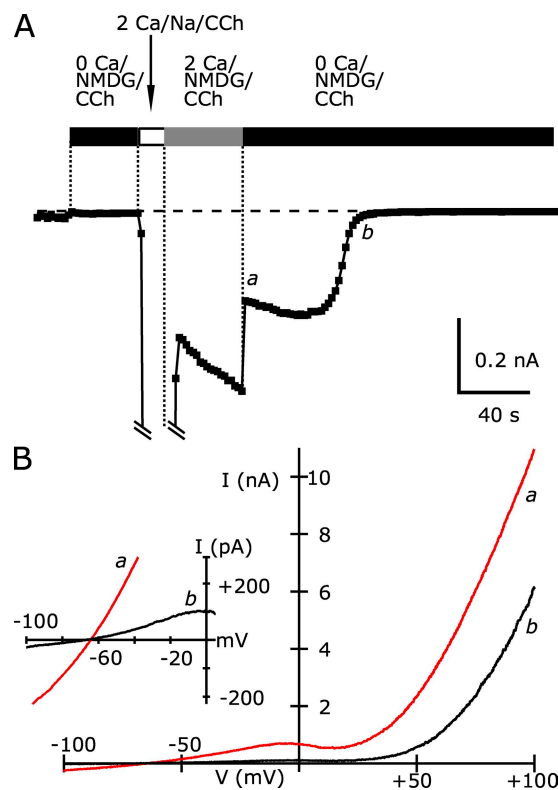 A
2 Ca/Na/CCh
0 Ca/
NMDG/
CCh
2 Ca/
NMDG/
CCh
0 Ca/
NMDG/
CCh
a
b
0.2 nA
40 s
B
I (nA)
10
8
6
4
2
a
b
-100
-50
+50
+100
V (mV)
I (pA)
+200
-200
a
b
-100
-60
-20
mV